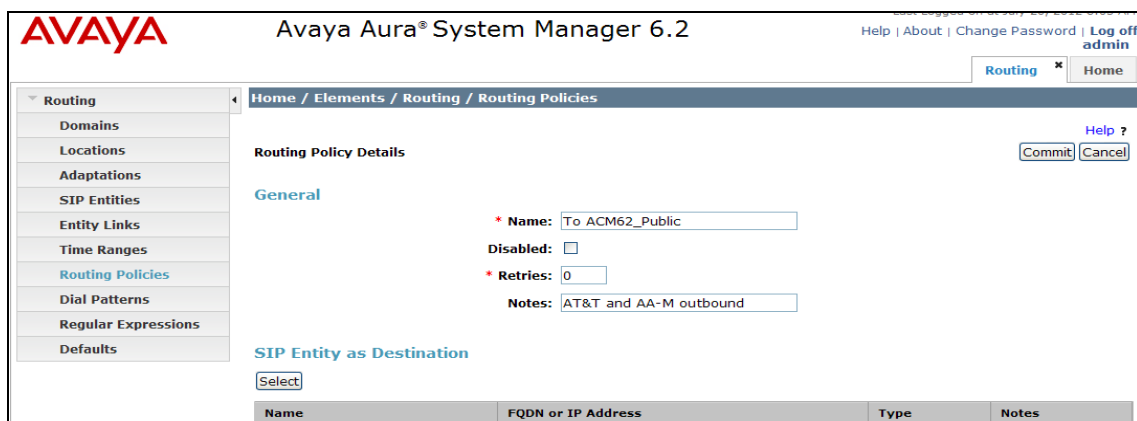 AVAYA
Avaya Aura® System Manager 6.2
Help | About | Change Password | Log off
admin
Routing × Home
Routing
Domains
Locations
Adaptations
SIP Entities
Entity Links
Time Ranges
Routing Policies
Dial Patterns
Regular Expressions
Defaults
Home / Elements / Routing / Routing Policies
Help ?
Routing Policy Details
Commit Cancel
General
* Name: To ACM62_Public
Disabled:
* Retries: 0
Notes: AT&T and AA-M outbound
SIP Entity as Destination
Select
Name FQDN or IP Address Type Notes